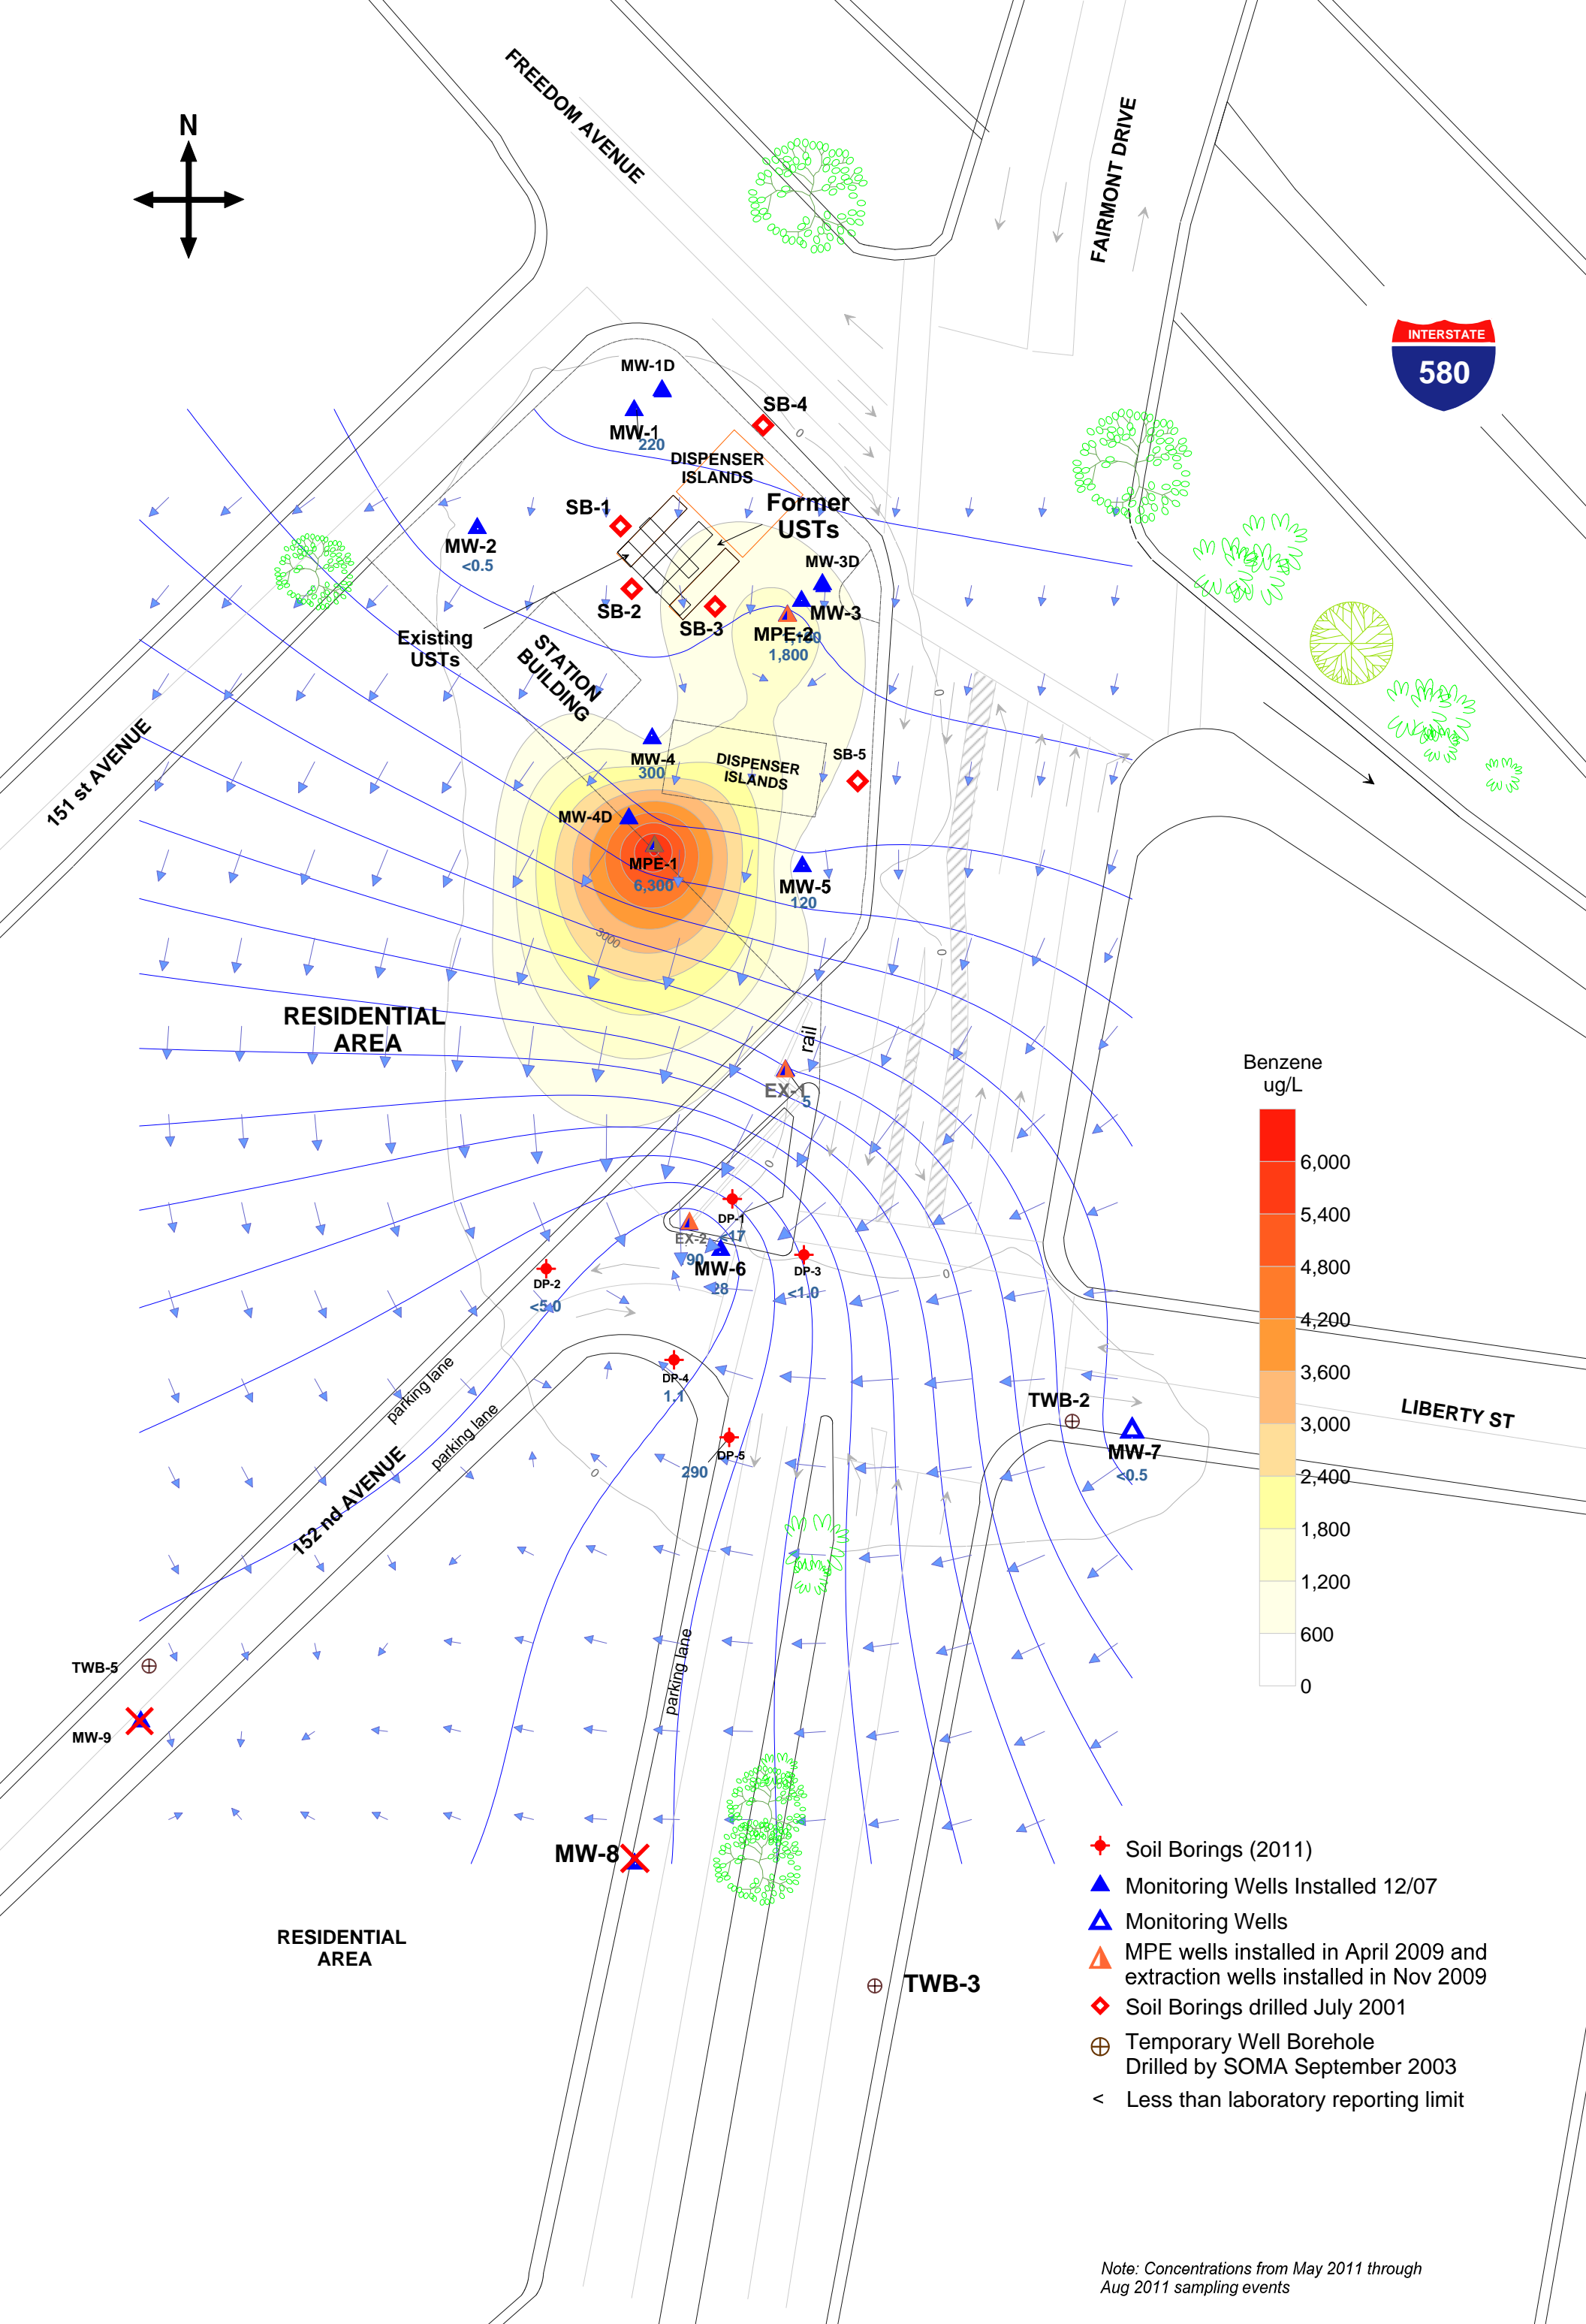 FREEDOM AVENUE
FAIRMONT DRIVE
N
INTERSTATE
580
MW-1D
SB-4
0
MW-1
220
DISPENSER
ISLANDS
SB-1
Former
USTs
MW-2
<0.5
MW-3D
SB-2
SB-3
MW-3
MPE-2
1,800
Existing
USTs
STATION
BUILDING
0
151 st AVENUE
MW-4
300
DISPENSER
ISLANDS
SB-5
MW-4D
MPE-1
6,300
MW-5
120
3000
0
RESIDENTIAL
AREA
rail
EX-1
5
0
DP-1
<17
EX-2
90
MW-6
28
DP-2
<5.0
DP-3
<1.0
0
DP-4
1.1
parking lane
parking lane
152 nd AVENUE
DP-5
290
0
TWB-2
MW-7
<0.5
LIBERTY ST
Benzene
ug/L
6,000
5,400
4,800
4,200
3,600
3,000
2,400
1,800
1,200
600
0
parking lane
TWB-5
MW-9
MW-8
RESIDENTIAL
AREA
TWB-3
Soil Borings (2011)
Monitoring Wells Installed 12/07
Monitoring Wells
MPE wells installed in April 2009 and
extraction wells installed in Nov 2009
Soil Borings drilled July 2001
Temporary Well Borehole
Drilled by SOMA September 2003
< Less than laboratory reporting limit
Note: Concentrations from May 2011 through
Aug 2011 sampling events